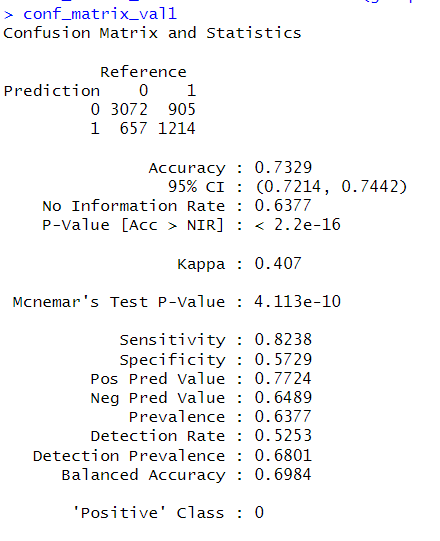 > conf_matrix_val1
Confusion Matrix and Statistics
Reference
Prediction 0 1
0 3072 905
1 657 1214
Accuracy : 0.7329
95% CI : (0.7214, 0.7442)
No Information Rate : 0.6377
P-Value [Acc > NIR] : < 2.2e-16
Kappa : 0.407
Mcnemar's Test P-Value : 4.113e-10
Sensitivity : 0.8238
Specificity : 0.5729
Pos Pred Value : 0.7724
Neg Pred Value : 0.6489
Prevalence : 0.6377
Detection Rate : 0.5253
Detection Prevalence : 0.6801
Balanced Accuracy : 0.6984
'Positive' Class : 0